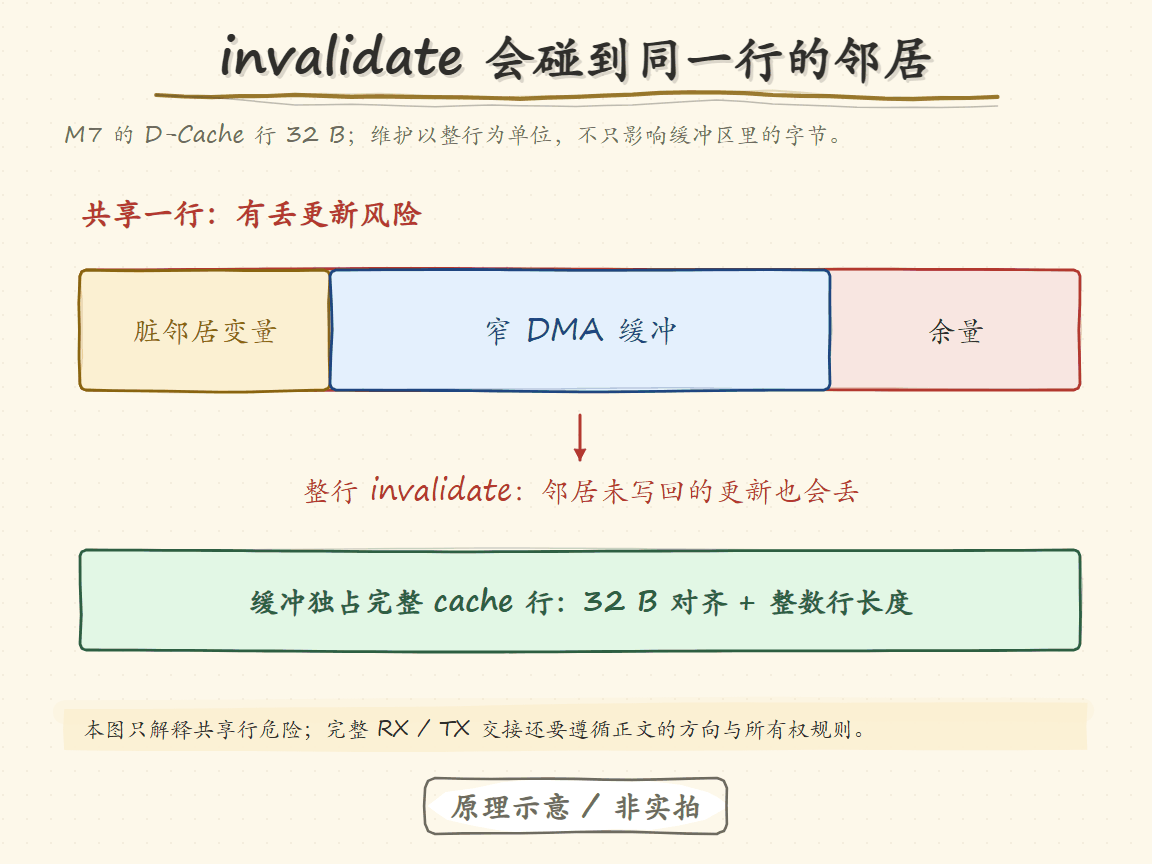 invalidate 会碰到同一行的邻居
M7 的 D-Cache 行 32 B；维护以整行为单位，不只影响缓冲区里的字节。
共享一行：有丢更新风险
脏邻居变量
窄 DMA 缓冲
余量
整行 invalidate：邻居未写回的更新也会丢
缓冲独占完整 cache 行：32 B 对齐 + 整数行长度
本图只解释共享行危险；完整 RX / TX 交接还要遵循正文的方向与所有权规则。
原理示意 / 非实拍